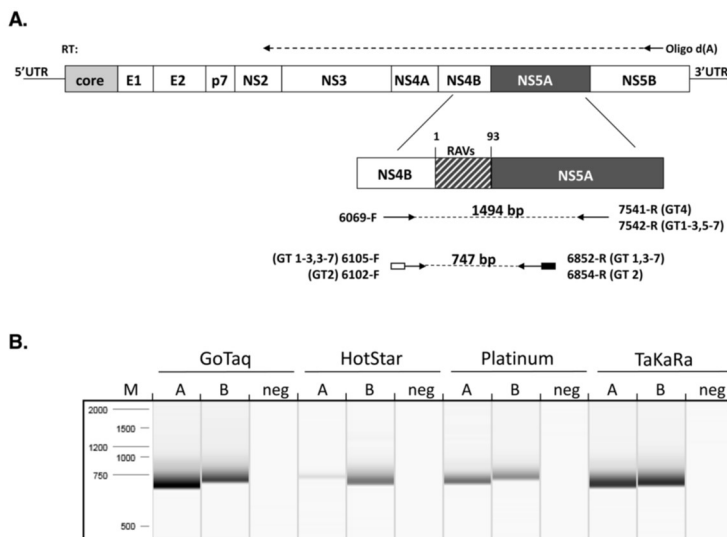 A.
RT:
Oligo d(A)
5’UTR
core E1 E2 p7 NS2 NS3 NS4A NS4B NS5A NS5B
3’UTR
1 93
RAVs
NS4B NS5A
6069-F 1494 bp 7541-R (GT4)
7542-R (GT1-3,5-7)
(GT 1-3,3-7) 6105-F 747 bp 6852-R (GT 1,3-7)
(GT2) 6102-F 6854-R (GT 2)
B.
GoTaq HotStar Platinum TaKaRa
M A B neg A B neg A B neg A B neg
2000
1500
1200
1000
750
500